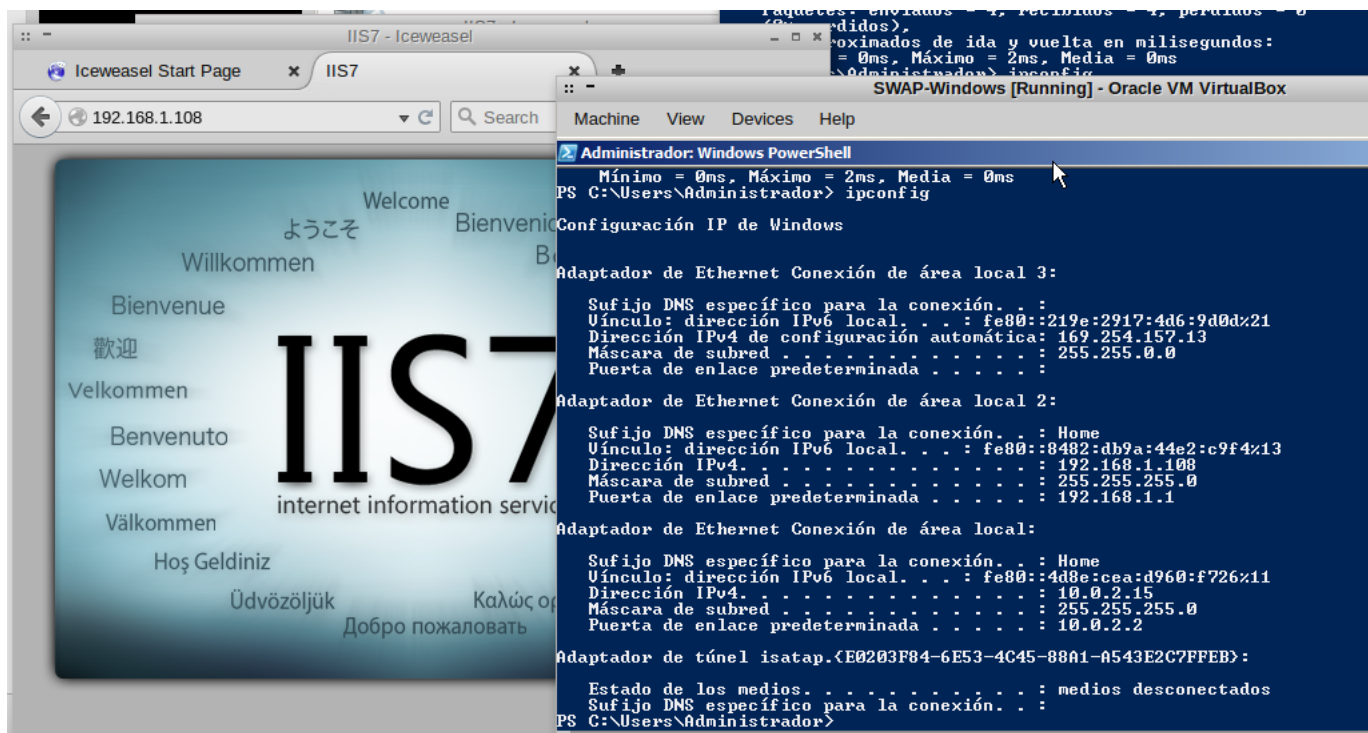 IIS7 - Iceweasel
Iceweasel Start Page
IIS7
192.168.1.108
Search
Welcome
ようこそ
Willkommen
Bienvenue
歡迎
Velkommen
Benvenuto
Welkom
Välkommen
Hoş Geldiniz
Üdvözöljük
Добро пожаловать
IIS7
internet information
Paquetes: enviados = 4, recibidos = 4, perdidos = 0
de ida y vuelta en milisegundos:
= 0ms, Máximo = 2ms, Media = 0ms
ipconfig
SWAP-Windows [Running] - Oracle VM VirtualBox
Machine View Devices Help
Administrador: Windows PowerShell
Mínimo = 0ms, Máximo = 2ms, Media = 0ms
PS C:\Users\Administrador> ipconfig
Configuración IP de Windows
Adaptador de Ethernet Conexión de área local 3:
Sufijo DNS específico para la conexión. . :
Vínculo: dirección IPv6 local. . . : fe80::219e:2917:4d6:9d0d%21
Dirección IPv4 de configuración automática: 169.254.157.13
Máscara de subred . . . . . . . . . . . . : 255.255.0.0
Puerta de enlace predeterminada . . . . . :
Adaptador de Ethernet Conexión de área local 2:
Sufijo DNS específico para la conexión. . : Home
Vínculo: dirección IPv6 local. . . : fe80::8482:db9a:44e2:c9f4%13
Dirección IPv4. . . . . . . . . . . . . . : 192.168.1.108
Máscara de subred . . . . . . . . . . . . : 255.255.255.0
Puerta de enlace predeterminada . . . . . : 192.168.1.1
Adaptador de Ethernet Conexión de área local:
Sufijo DNS específico para la conexión. . : Home
Vínculo: dirección IPv6 local. . . : fe80::4d8e:cea:d960:f726%11
Dirección IPv4. . . . . . . . . . . . . . : 10.0.2.15
Máscara de subred . . . . . . . . . . . . : 255.255.255.0
Puerta de enlace predeterminada . . . . . : 10.0.2.2
Adaptador de túnel isatap.{E0203F84-6E53-4C45-88A1-A543E2C7FFEB}:
Estado de los medios. . . . . . . . . . . : medios desconectados
Sufijo DNS específico para la conexión. . :
PS C:\Users\Administrador>